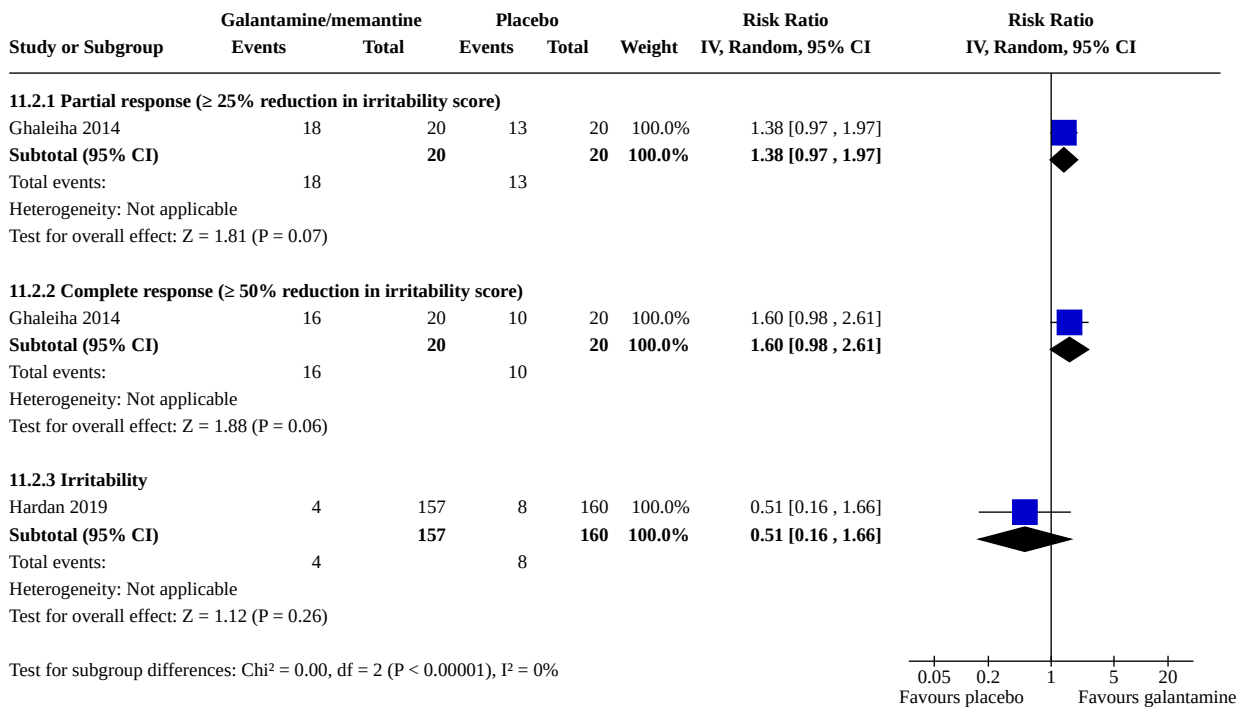 Galantamine/memantine Placebo Risk Ratio Risk Ratio
Study or Subgroup Events Total Events Total Weight IV, Random, 95% CI IV, Random, 95% CI
11.2.1 Partial response (≥ 25% reduction in irritability score)
Ghaleiha 2014 18 20 13 20 100.0% 1.38 [0.97 , 1.97]
Subtotal (95% CI) 20 20 100.0% 1.38 [0.97 , 1.97]
Total events: 18 13
Heterogeneity: Not applicable
Test for overall effect: Z = 1.81 (P = 0.07)
11.2.2 Complete response (≥ 50% reduction in irritability score)
Ghaleiha 2014 16 20 10 20 100.0% 1.60 [0.98 , 2.61]
Subtotal (95% CI) 20 20 100.0% 1.60 [0.98 , 2.61]
Total events: 16 10
Heterogeneity: Not applicable
Test for overall effect: Z = 1.88 (P = 0.06)
11.2.3 Irritability
Hardan 2019 4 157 8 160 100.0% 0.51 [0.16 , 1.66]
Subtotal (95% CI) 157 160 100.0% 0.51 [0.16 , 1.66]
Total events: 4 8
Heterogeneity: Not applicable
Test for overall effect: Z = 1.12 (P = 0.26)
Test for subgroup differences: Chi² = 0.00, df = 2 (P < 0.00001), I² = 0%
0.05 0.2 1 5 20
Favours placebo Favours galantamine